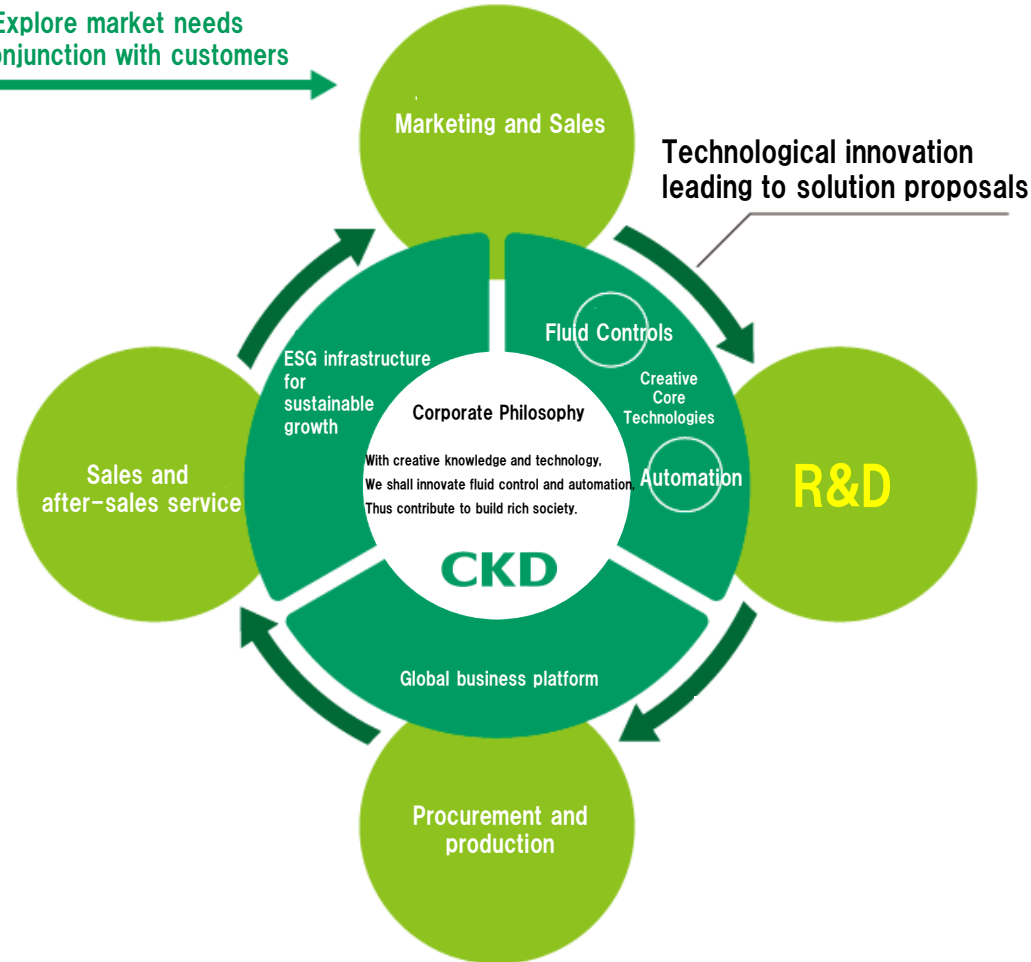 Explore market needs
onjunction with customers
Marketing and Sales
Technological innovation
leading to solution proposals
Fluid Controls
ESG infrastructure
for
sustainable
growth
Creative
Core
Technologies
Corporate Philosophy
With creative knowledge and technology,
We shall innovate fluid control and automation,
Thus contribute to build rich society.
Automation
Sales and
after-sales service
R&D
CKD
Global business platform
Procurement and
production